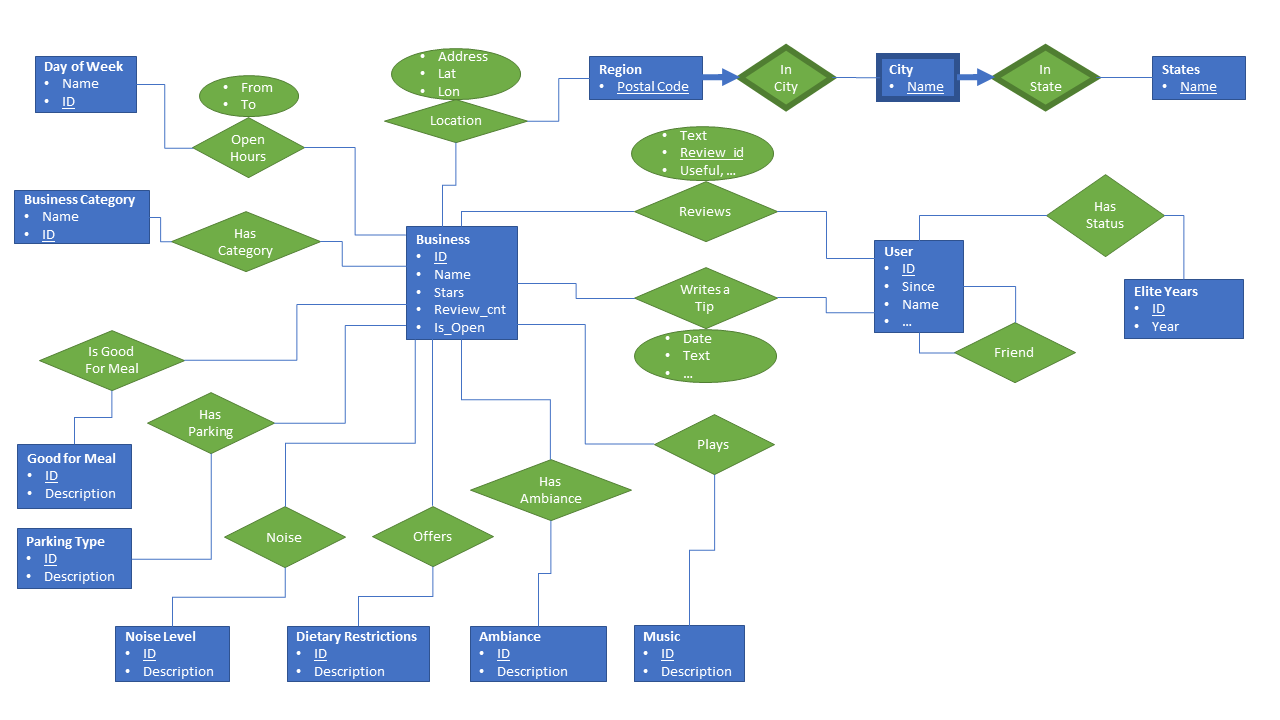 Day of Week
• Name
• ID
• From
• To
Open
Hours
• Address
• Lat
• Lon
Location
Region
• Postal Code
In
City
City
• Name
In
State
States
• Name
Business Category
• Name
• ID
Has
Category
• Text
• Review_id
• Useful, …
Reviews
Business
• ID
• Name
• Stars
• Review_cnt
• Is_Open
Writes a
Tip
• Date
• Text
• …
User
• ID
• Since
• Name
• …
Has
Status
Elite Years
• ID
• Year
Friend
Is Good
For Meal
Has
Parking
Good for Meal
• ID
• Description
Parking Type
• ID
• Description
Noise
Offers
Has
Ambiance
Plays
Noise Level
• ID
• Description
Dietary Restrictions
• ID
• Description
Ambiance
• ID
• Description
Music
• ID
• Description